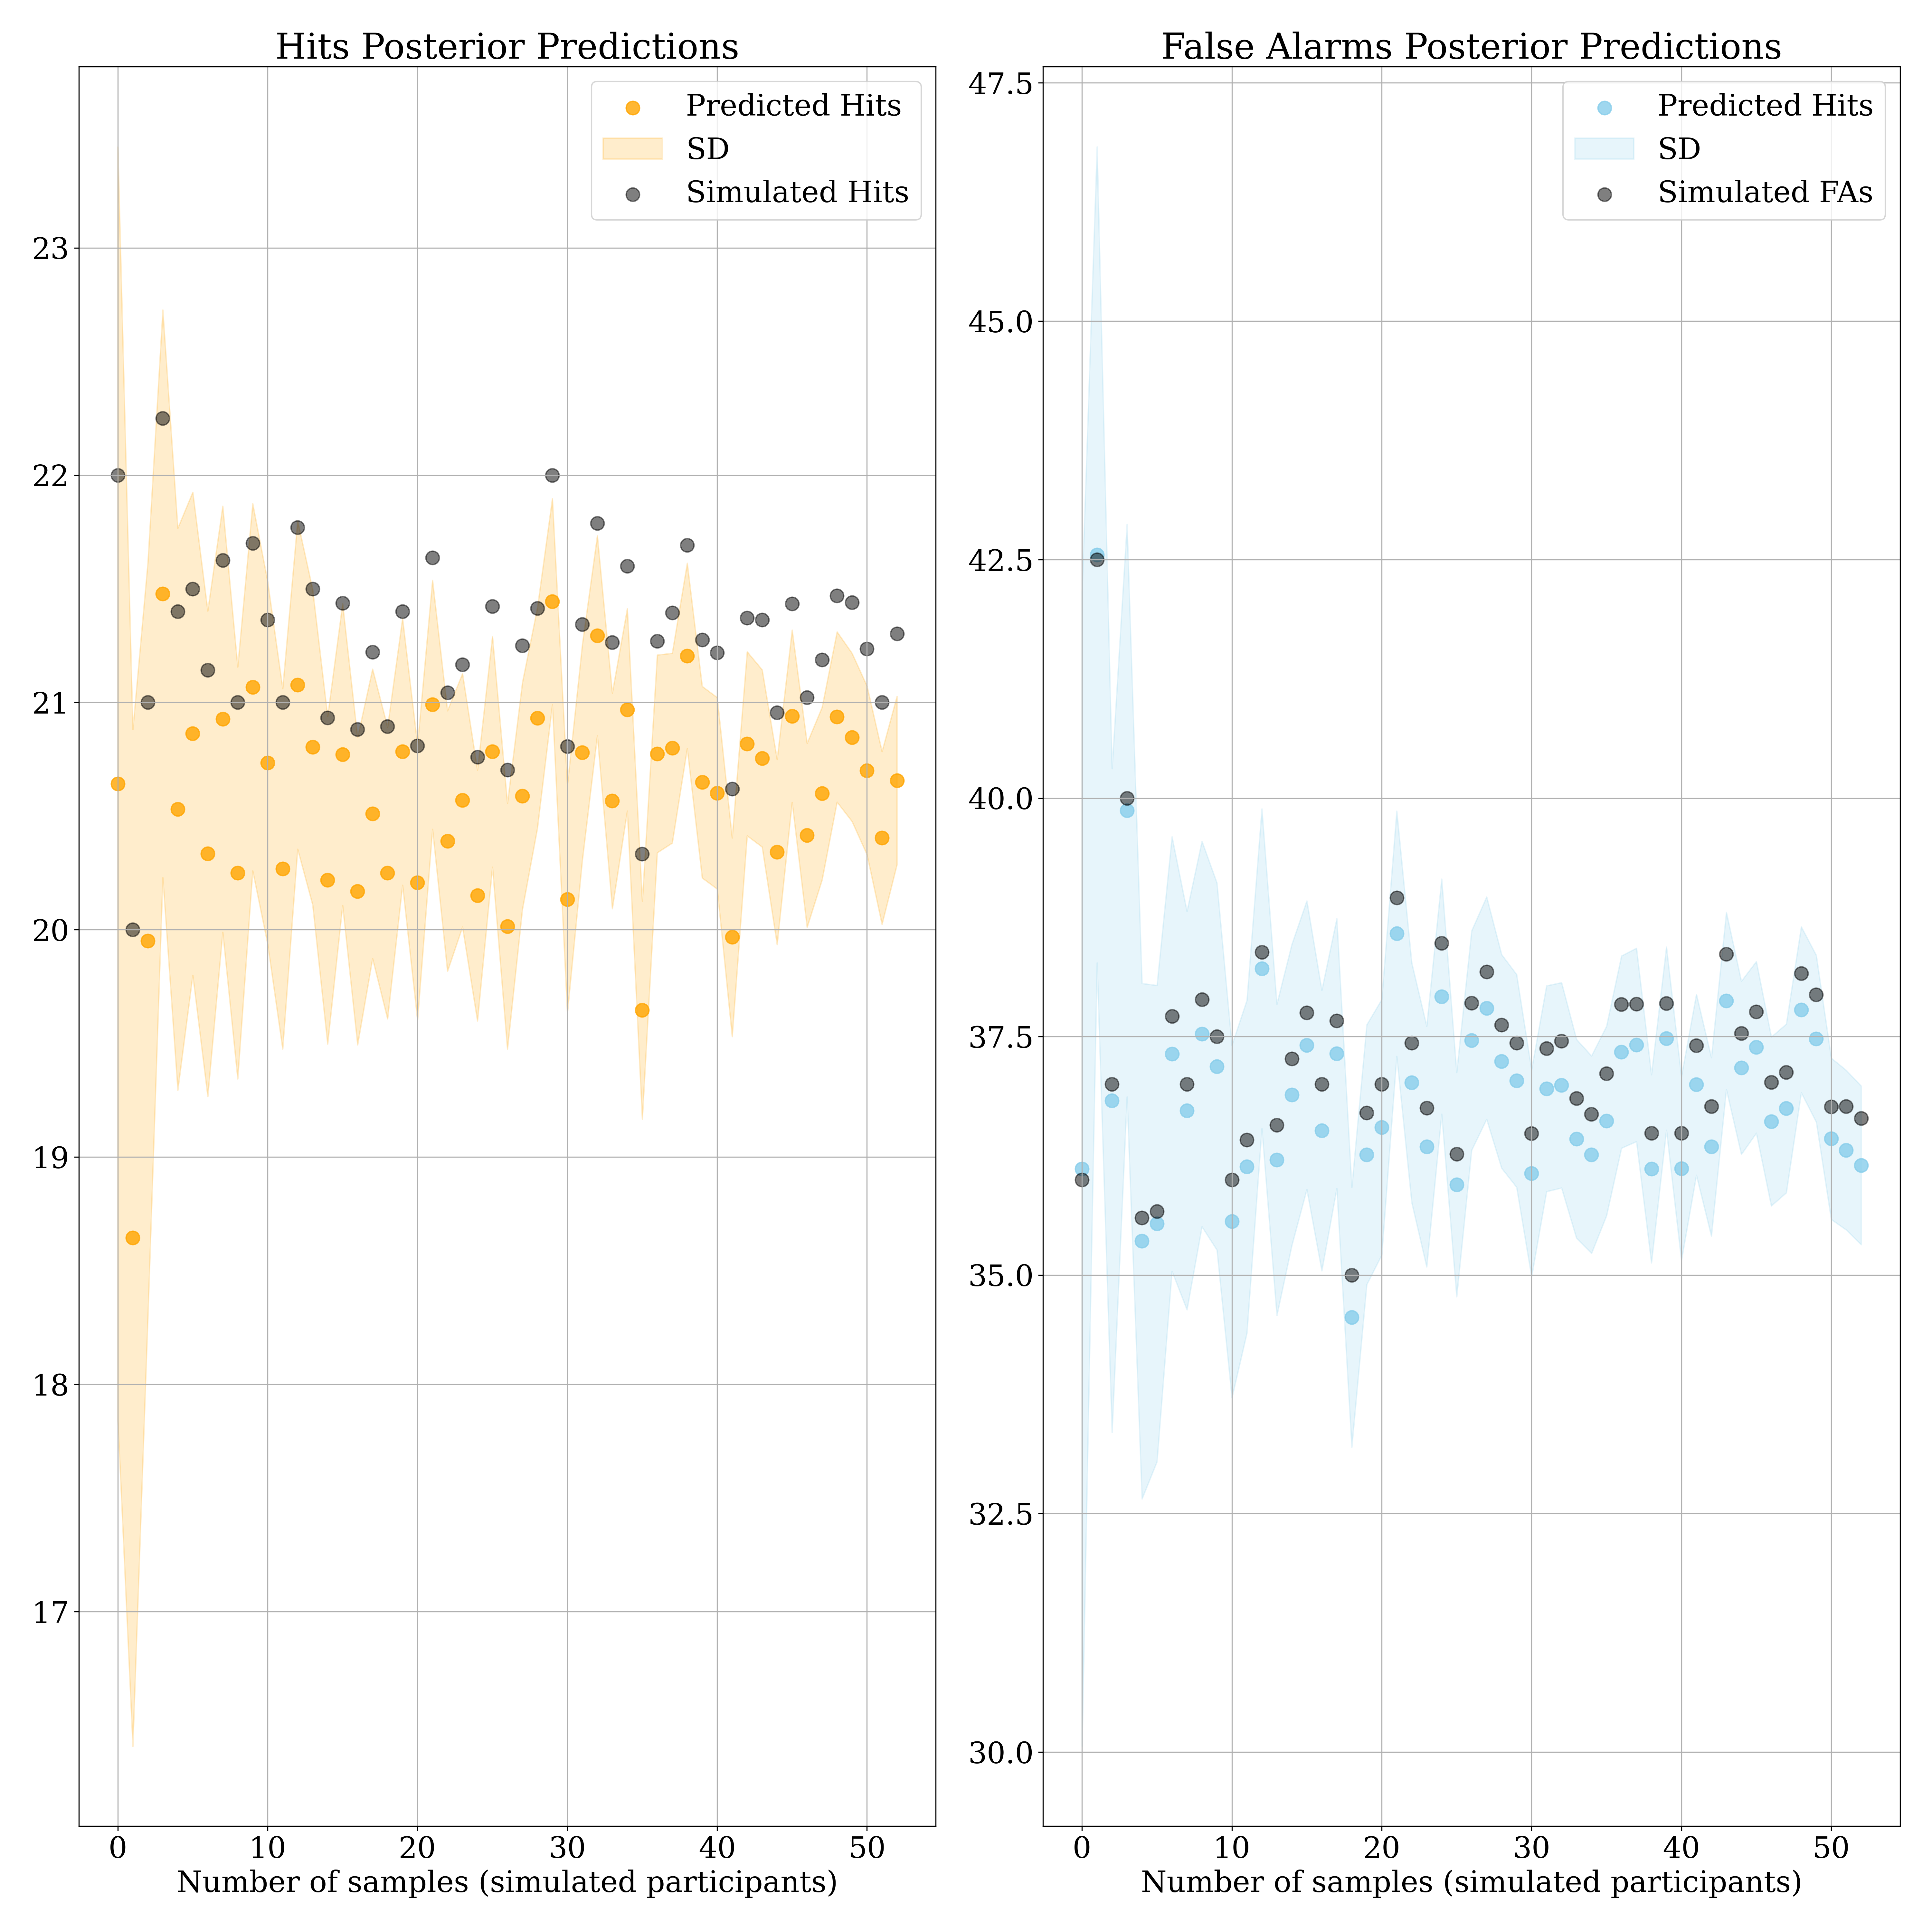 Hits Posterior Predictions
Predicted Hits
SD
Simulated Hits
23
22
21
20
19
18
17
0 10 20 30 40 50
Number of samples (simulated participants)
False Alarms Posterior Predictions
Predicted Hits
SD
Simulated FAs
47.5
45.0
42.5
40.0
37.5
35.0
32.5
30.0
0 10 20 30 40 50
Number of samples (simulated participants)